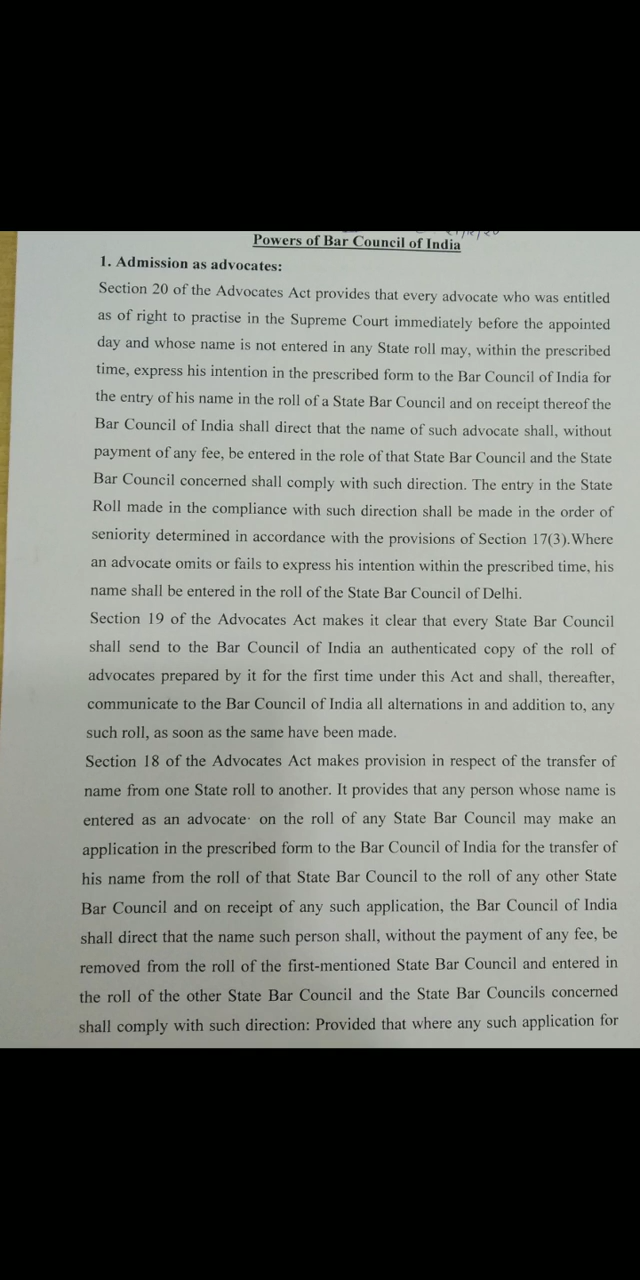 Powers of Bar Council of India
1. Admission as advocates:
Section 20 of the Advocates Act provides that every advocate who was entitled
as of right to practise in the Supreme Court immediately before the appointed
day and whose name is not entered in any State roll may, within the prescribed
time, express his intention in the prescribed form to the Bar Council of India for
the entry of his name in the roll of a State Bar Council and on receipt thereof the
Bar Council of India shall direct that the name of such advocate shall, without
payment of any fee, be entered in the role of that State Bar Council and the State
Bar Council concerned shall comply with such direction. The entry in the State
Roll made in the compliance with such direction shall be made in the order of
seniority determined in accordance with the provisions of Section 17(3).Where
an advocate omits or fails to express his intention within the prescribed time, his
name shall be entered in the roll of the State Bar Council of Delhi.
Section 19 of the Advocates Act makes it clear that every State Bar Council
shall send to the Bar Council of India an authenticated copy of the roll of
advocates prepared by it for the first time under this Act and shall, thereafter,
communicate to the Bar Council of India all alternations in and addition to, any
such roll, as soon as the same have been made.
Section 18 of the Advocates Act makes provision in respect of the transfer of
name from one State roll to another. It provides that any person whose name is
entered as an advocate on the roll of any State Bar Council may make an
application in the prescribed form to the Bar Council of India for the transfer of
his name from the roll of that State Bar Council to the roll of any other State
Bar Council and on receipt of any such application, the Bar Council of India
shall direct that the name such person shall, without the payment of any fee, be
removed from the roll of the first-mentioned State Bar Council and entered in
the roll of the other State Bar Council and the State Bar Councils concerned
shall comply with such direction: Provided that where any such application for